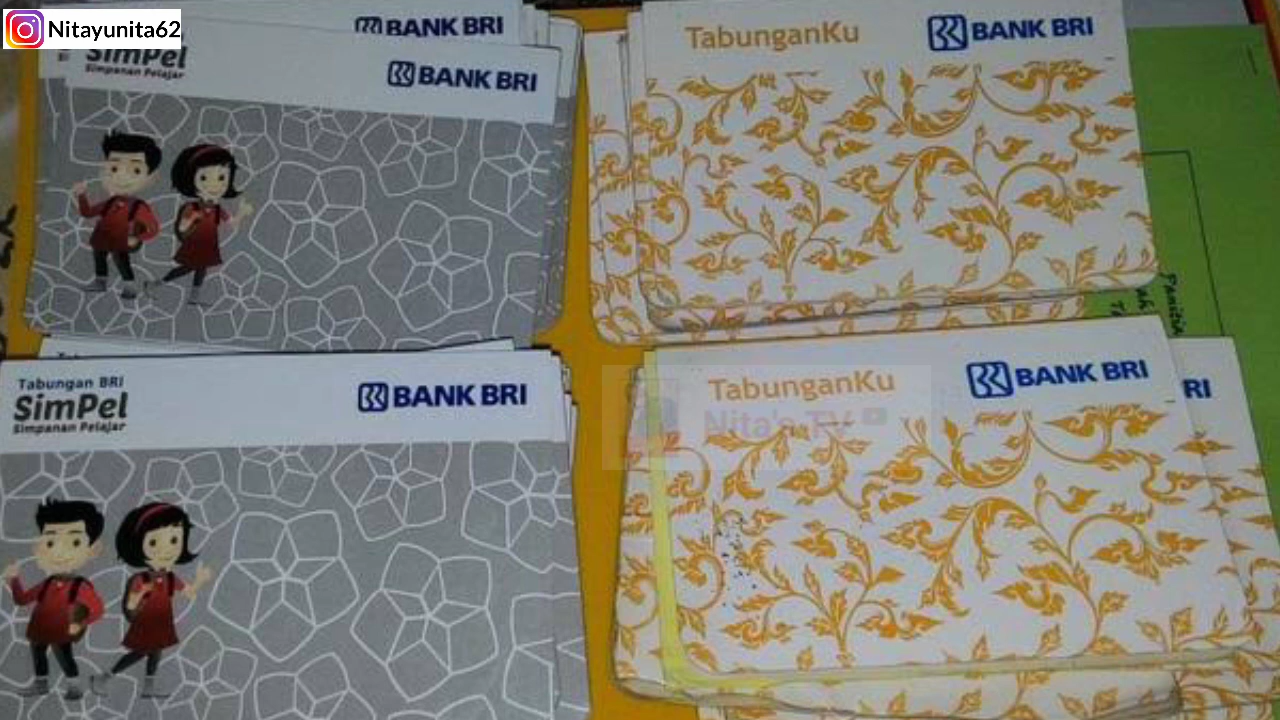 Nitayunita62
BANK BRI
SimPel
Simpanan Pelajar
BANK BRI
TabunganKu
BANK BRI
Tabungan BRI
SimPel
Simpanan Pelajar
BANK BRI
TabunganKu
BANK BRI
RI
Nita's TV